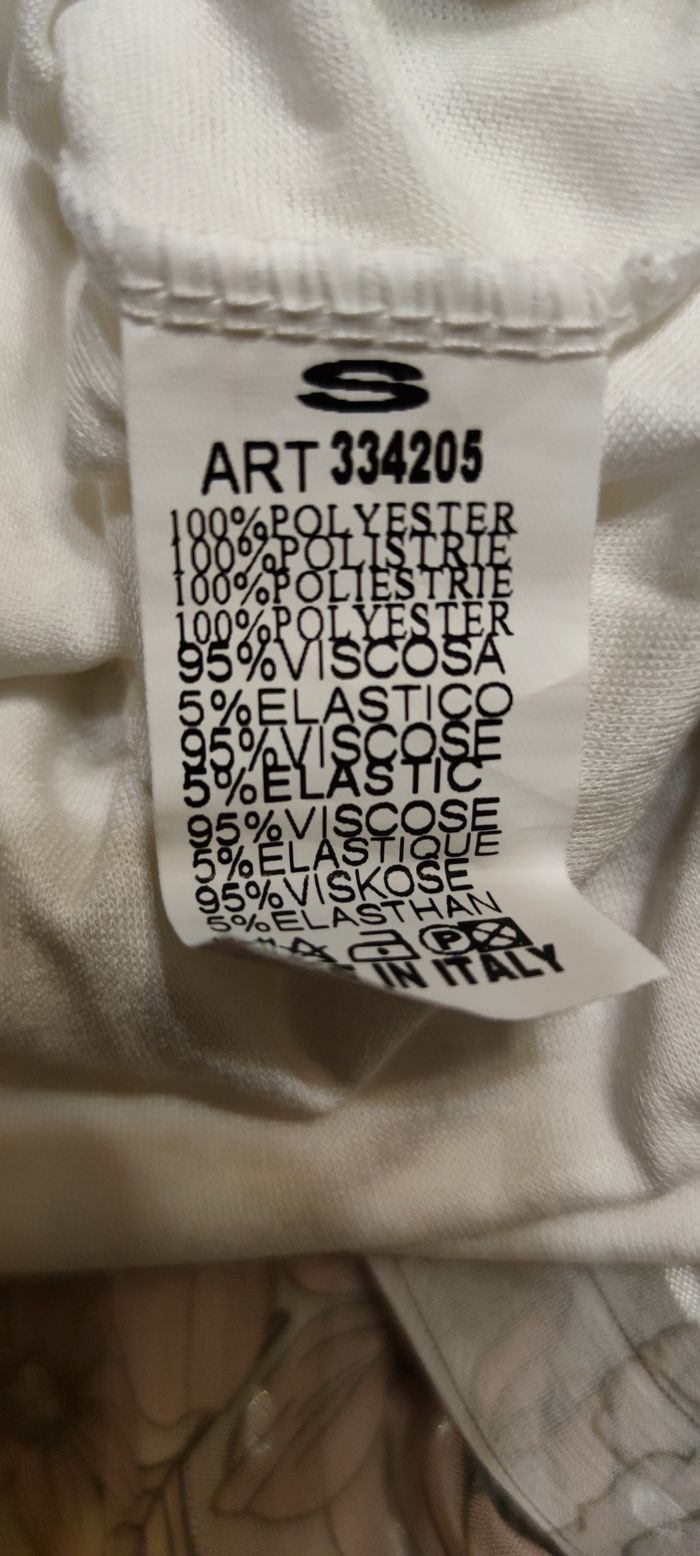 S
ART 334205
100%POLYESTER
100%POLISTRIE
100%POLIESTRIE
100%POLYESTER
95%VISCOSA
5%ELASTICO
95%VISCOSE
5%ELASTIC
95%VISCOSE
5%ELASTIQUE
95%VISKOSE
5%ELASTHAN
P
IN ITALY